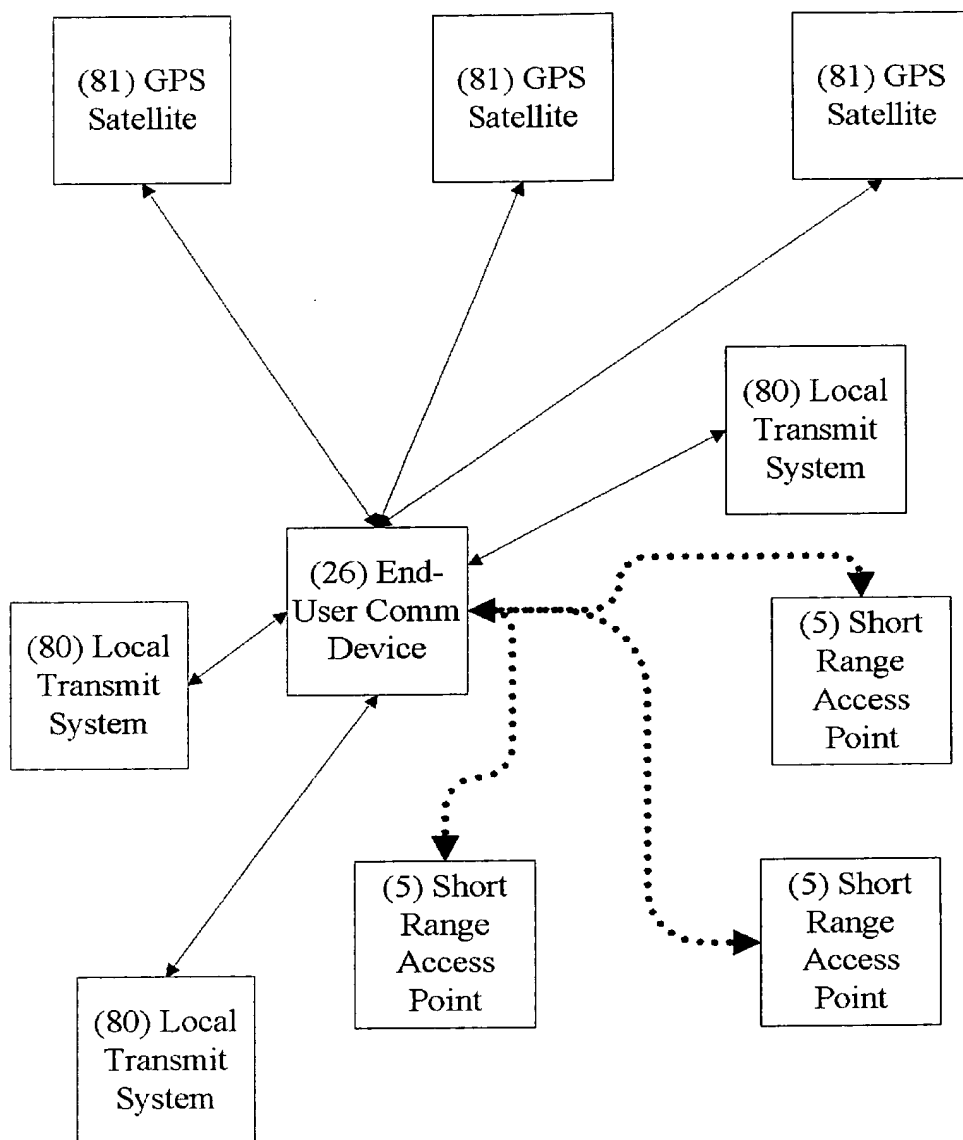 (81) GPS
Satellite
(81) GPS
Satellite
(81) GPS
Satellite
(80) Local
Transmit
System
(26) End-
User Comm
Device
(80) Local
Transmit
System
(5) Short
Range
Access
Point
(5) Short
Range
Access
Point
(5) Short
Range
Access
Point
(80) Local
Transmit
System